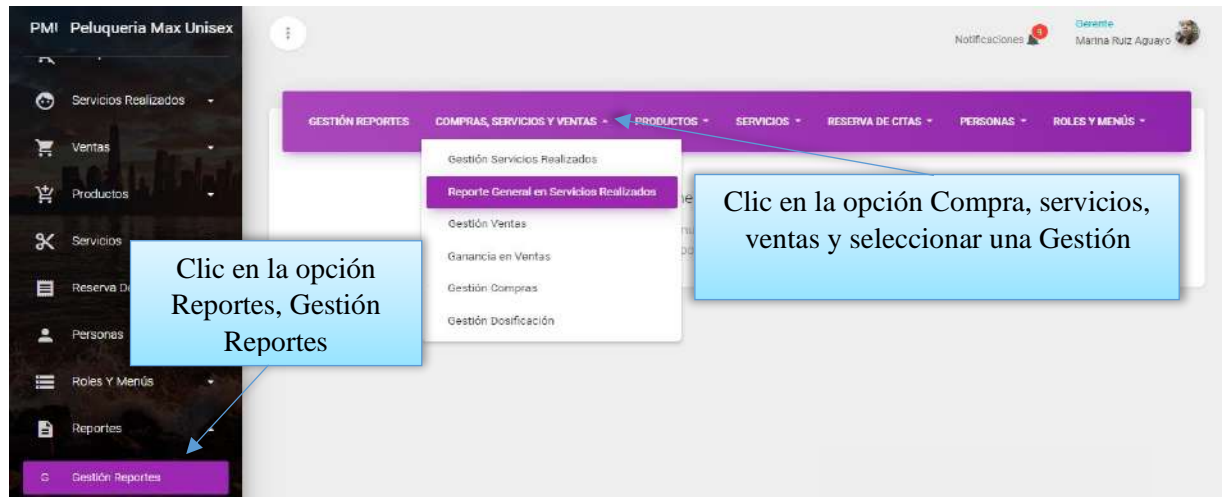 PMI Peluqueria Max Unisex
Notificaciones 4
Gerente
Marina Ruiz Aguayo
Servicios Realizados
Ventas
Productos
Servicios
Reserva De
Personas
Roles Y Menús
Reportes
G Gestión Reportes
GESTIÓN REPORTES COMPRAS, SERVICIOS Y VENTAS PRODUCTOS SERVICIOS RESERVA DE CITAS PERSONAS ROLES Y MENÚS
Gestión Servicios Realizados
Reporte General en Servicios Realizados
Gestión Ventas
Ganancia en Ventas
Gestión Compras
Gestión Dosificación
Clic en la opción Compra, servicios,
ventas y seleccionar una Gestión
Clic en la opción
Reportes, Gestión
Reportes